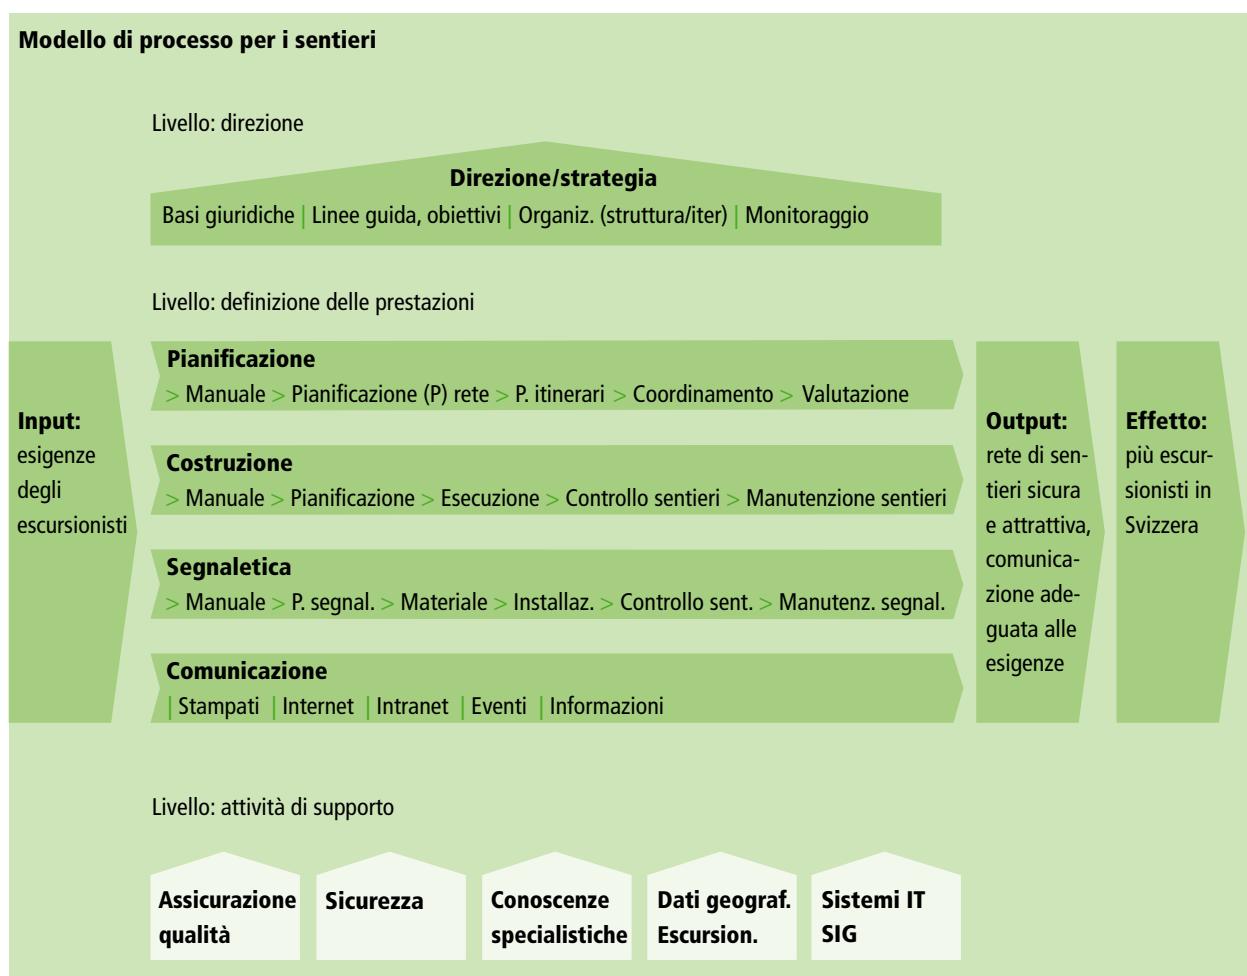 Modello di processo per i sentieri
Livello: direzione
Direzione/strategia
Basi giuridiche | Linee guida, obiettivi | Organiz. (struttura/iter) | Monitoraggio
Livello: definizione delle prestazioni
Input:
esigenze
degli
escursionisti
Pianificazione
> Manuale > Pianificazione (P) rete > P. itinerari > Coordinamento > Valutazione
Costruzione
> Manuale > Pianificazione > Esecuzione > Controllo sentieri > Manutenzione sentieri
Segnaletica
> Manuale > P. segnal. > Materiale > Installaz. > Controllo sent. > Manutenz. segnal.
Comunicazione
| Stampati | Internet | Intranet | Eventi | Informazioni
Output:
rete di sen-
tieri sicura
e attrattiva,
comunica-
zione ade-
guata alle
esigenze
Effetto:
più escur-
sionisti in
Svizzera
Livello: attività di supporto
Assicurazione
qualità
Sicurezza
Conoscenze
specialistiche
Dati geograf.
Escursion.
Sistemi IT
SIG